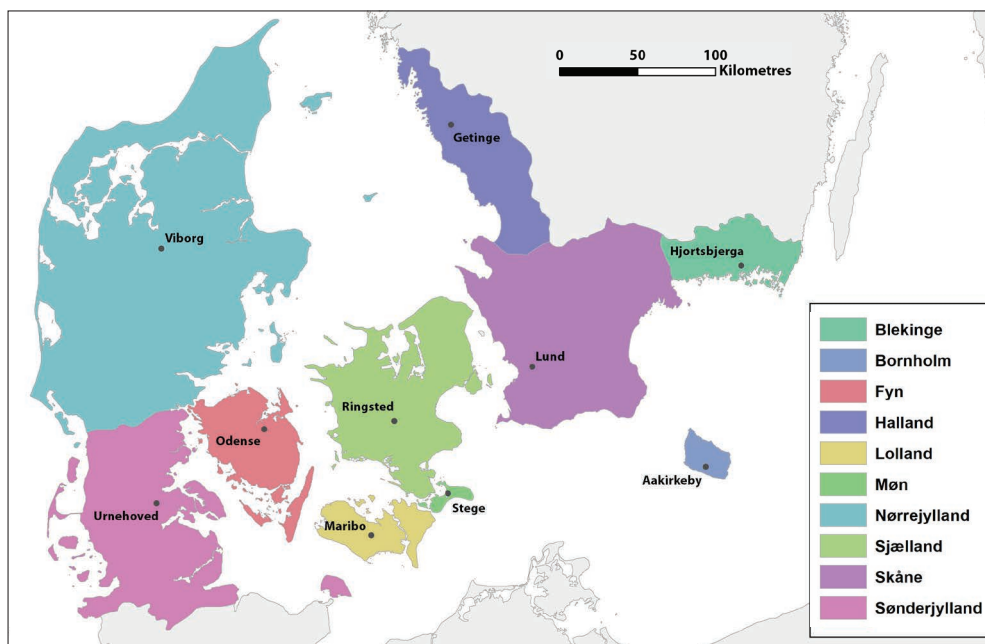 0 50 100
Kilometres
Getinge
Viborg
Hjortsbjerga
Lund
Ringsted
Odense
Aakirkeby
Stege
Urnehoved
Maribo
Blekinge
Bornholm
Fyn
Halland
Lolland
Møn
Nørrejylland
Sjælland
Skåne
Sønderjylland